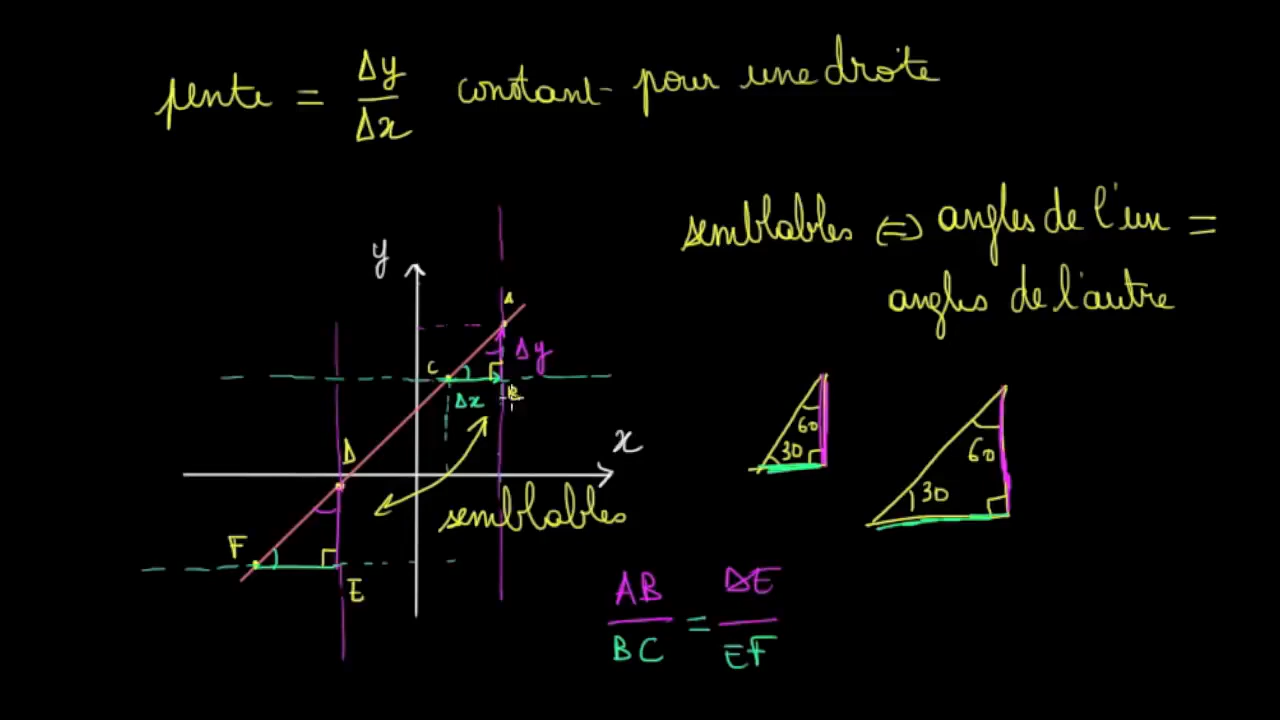 pente = Δy/Δx constant pour une droite
semblables ⇔ angles de l'un =
angles de l'autre
y
A
Δy
C
B
Δx
x
D
semblables
F
E
60
30
60
30
AB/BC = DE/EF